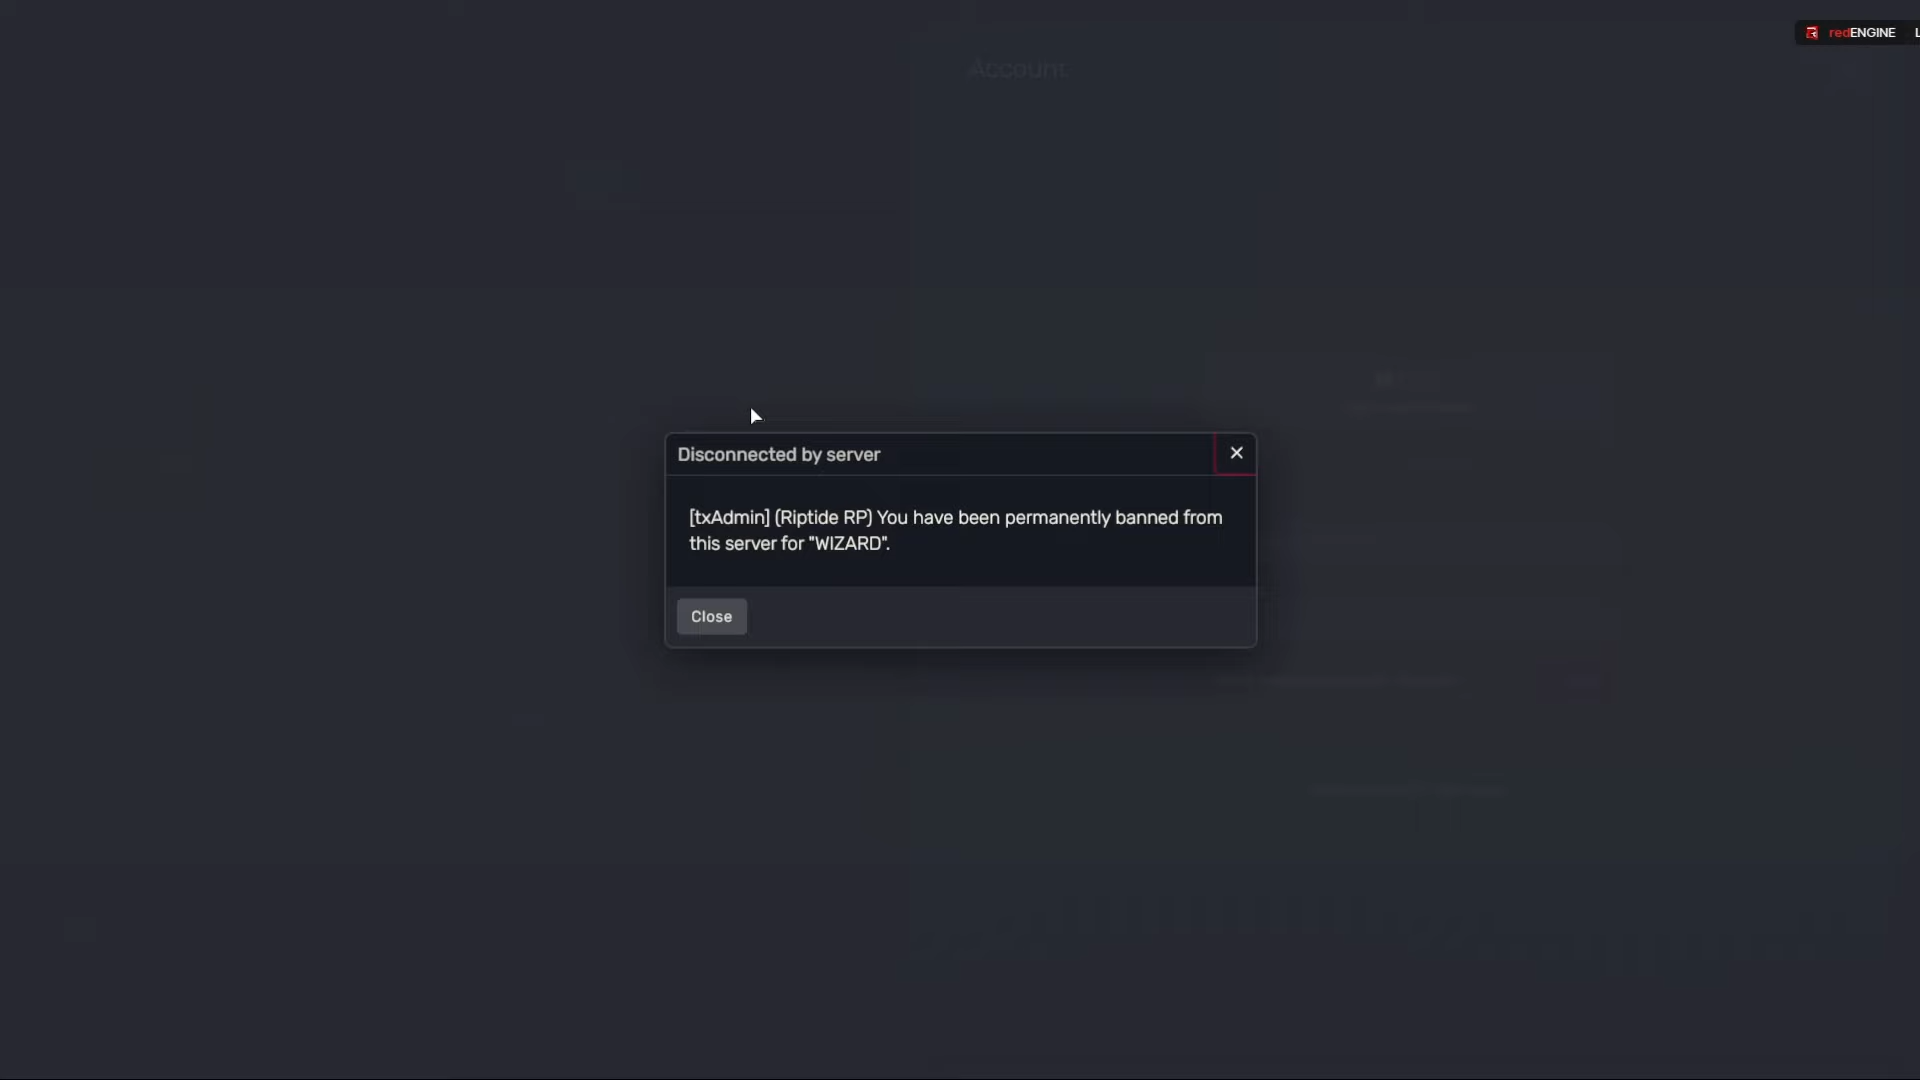 redENGINE L
Account
Disconnected by server
[txAdmin] (Riptide RP) You have been permanently banned from
this server for "WIZARD".
Close